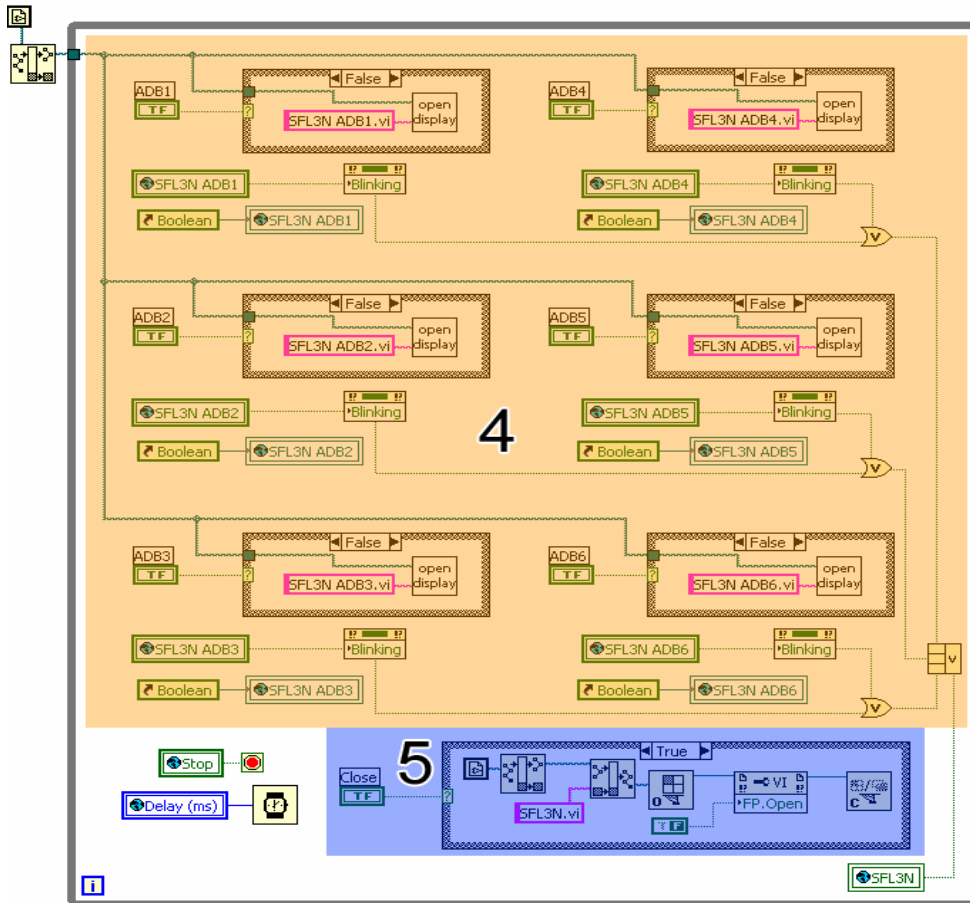 ADB1
TF
?
False
SFL3N ADB1.vi
open
display
ADB4
TF
?
False
SFL3N ADB4.vi
open
display
SFL3N ADB1
Blinking
Boolean
SFL3N ADB1
SFL3N ADB4
Blinking
Boolean
SFL3N ADB4
V
ADB2
TF
?
False
SFL3N ADB2.vi
open
display
ADB5
TF
?
False
SFL3N ADB5.vi
open
display
SFL3N ADB2
Blinking
Boolean
SFL3N ADB2
4
SFL3N ADB5
Blinking
Boolean
SFL3N ADB5
V
ADB3
TF
?
False
SFL3N ADB3.vi
open
display
ADB6
TF
?
False
SFL3N ADB6.vi
open
display
SFL3N ADB3
Blinking
Boolean
SFL3N ADB3
SFL3N ADB6
Blinking
Boolean
SFL3N ADB6
V
V
Stop
Delay (ms)
5
Close
TF
?
True
SFL3N.vi
O
F
VI
FP.Open
C
i
SFL3N